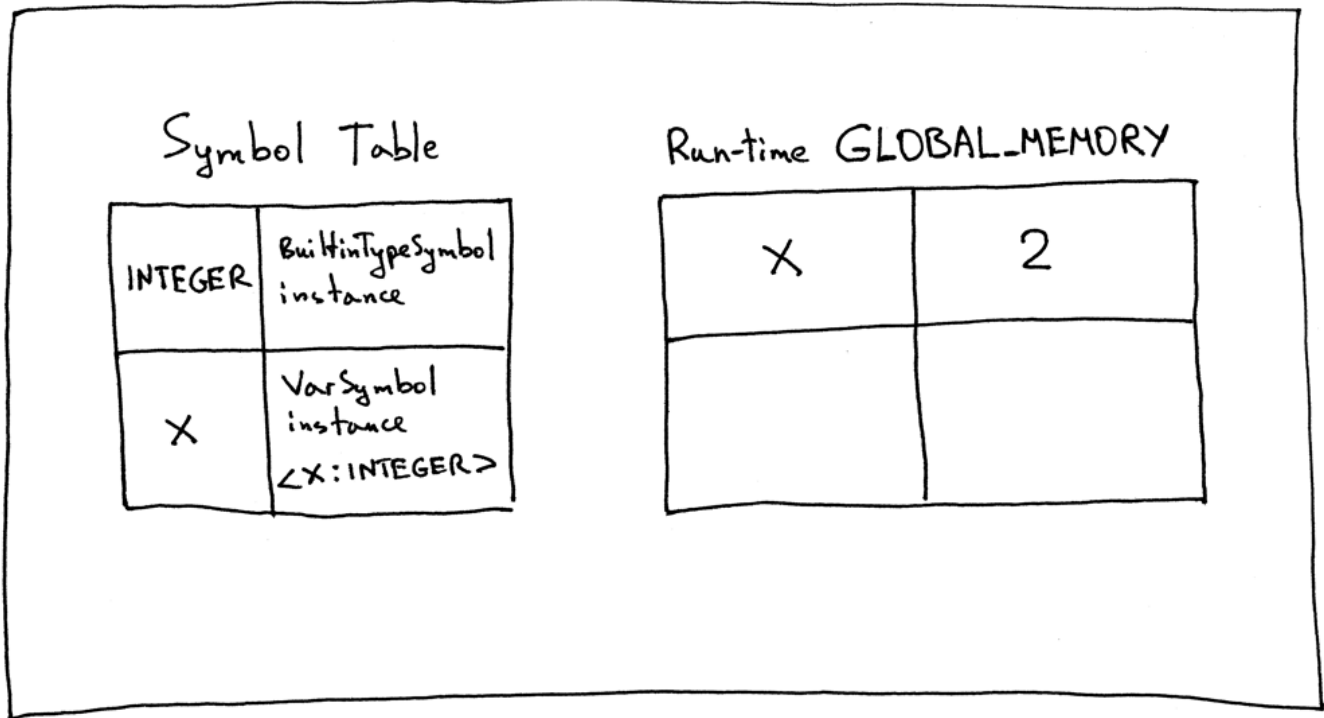 Symbol Table
INTEGER
BuiltinTypeSymbol
instance
X
VarSymbol
instance
<X:INTEGER>
Run-time GLOBAL_MEMORY
X
2